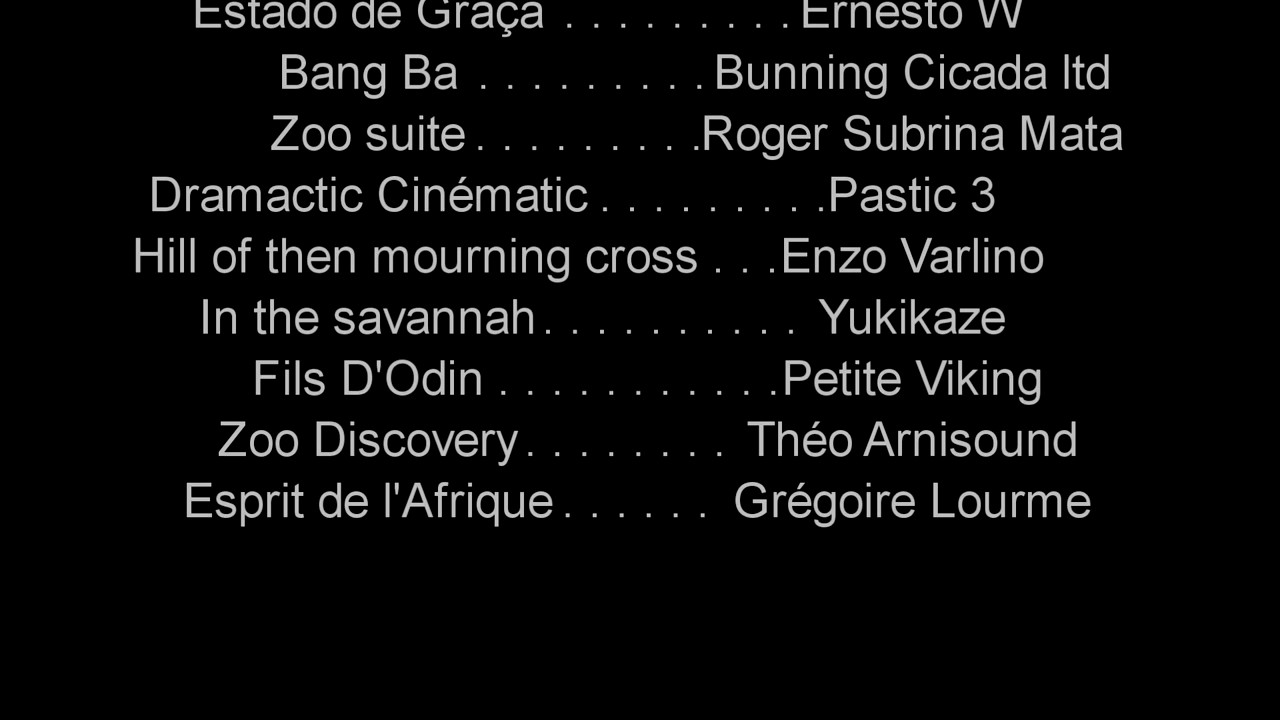 Estado de Graça . . . . . . . . . Ernesto W
Bang Ba . . . . . . . . . Bunning Cicada ltd
Zoo suite . . . . . . . . .Roger Subrina Mata
Dramactic Cinématic . . . . . . . . .Pastic 3
Hill of then mourning cross . . .Enzo Varlino
In the savannah . . . . . . . . . . Yukikaze
Fils D'Odin . . . . . . . . . . .Petite Viking
Zoo Discovery . . . . . . . . Théo Arnisound
Esprit de l'Afrique . . . . . . Grégoire Lourme